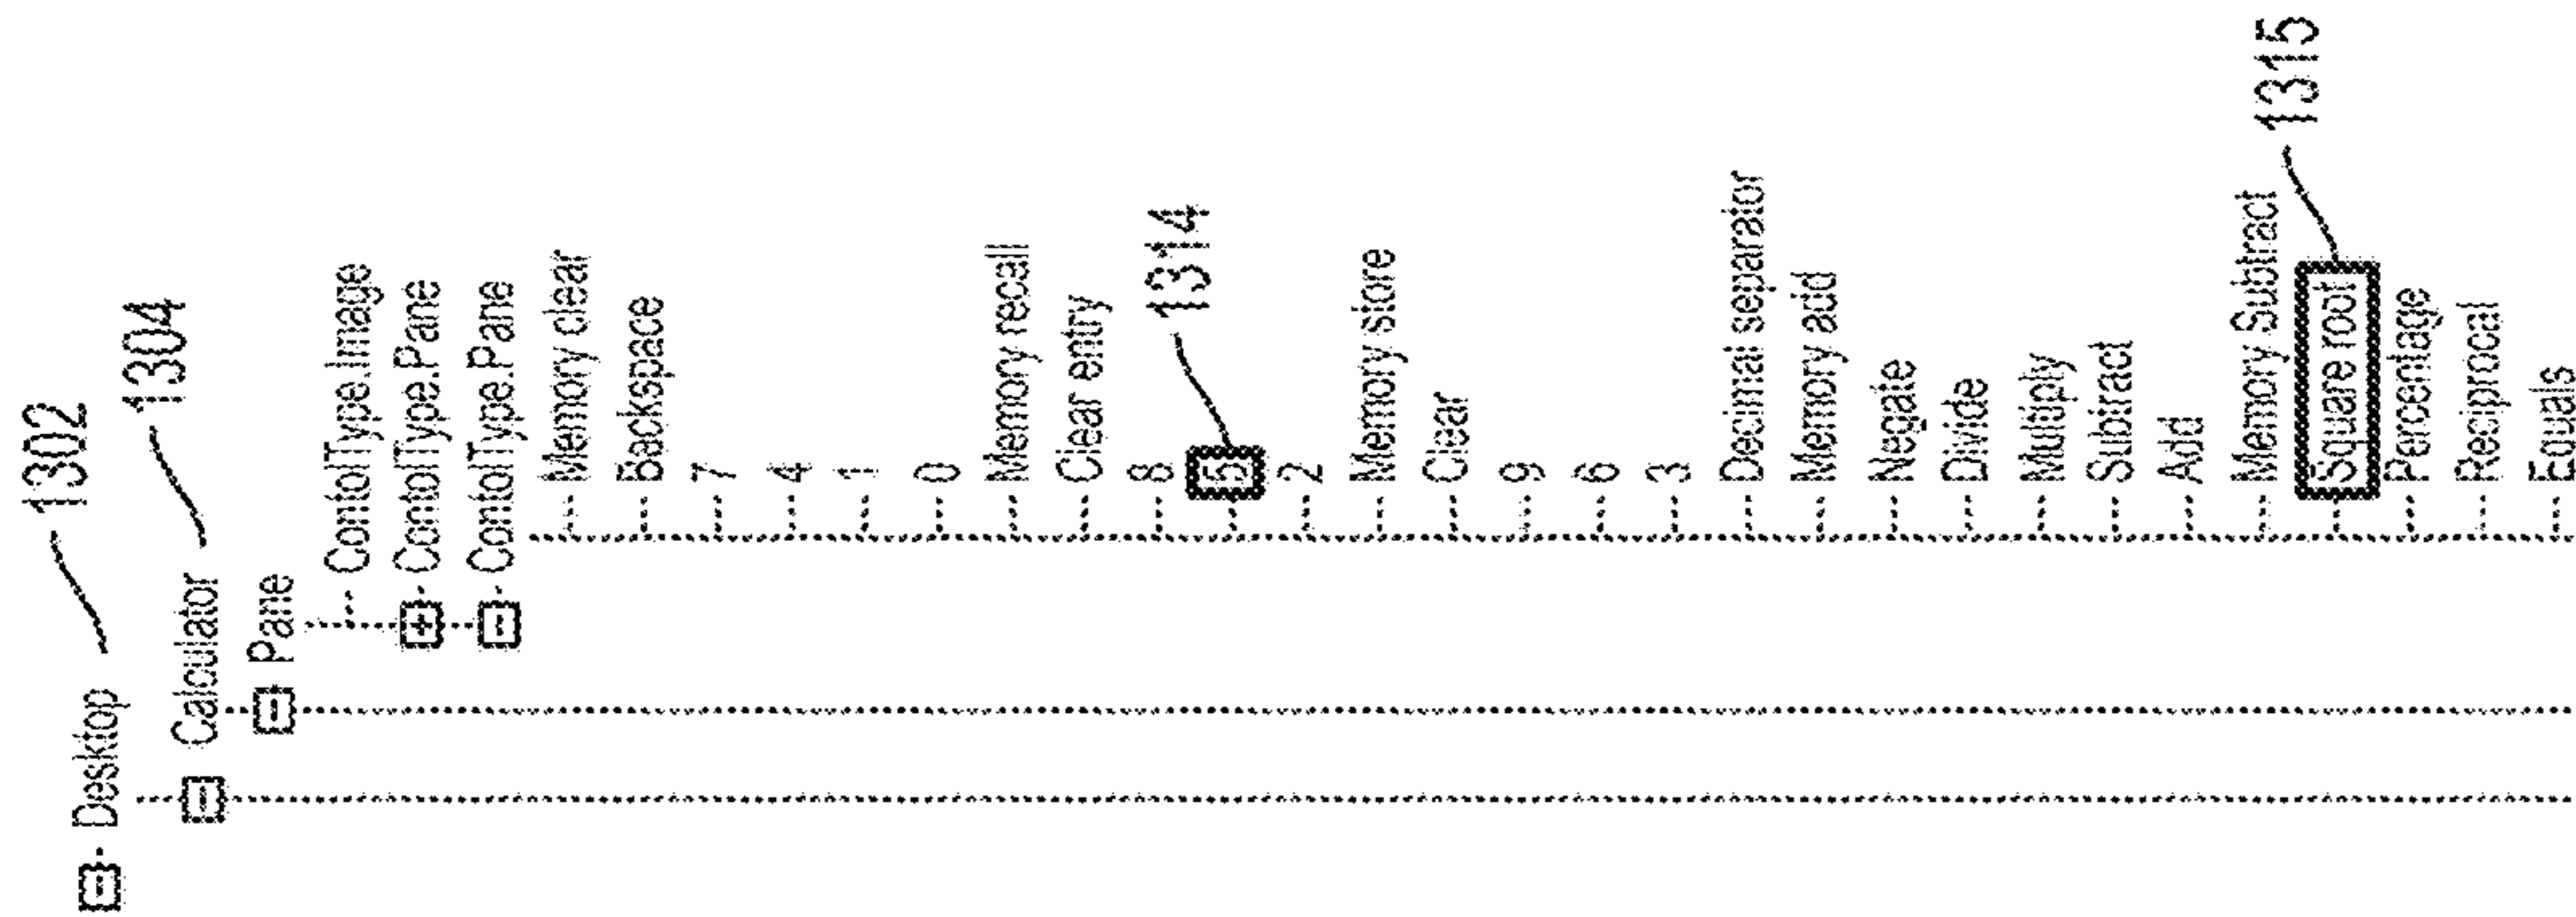 Desktop 1302
Calculator 1304
Pane
ContolType.Image
ContolType.Pane
ContolType.Pane
Memory clear
Backspace
7
4
1
0
Memory recall
Clear entry
8
5 1314
2
Memory store
Clear
9
6
3
Decimal separator
Memory add
Negate
Divide
Multiply
Subtract
Add
Memory Subtract
Square root 1315
Percentage
Reciprocal
Equals